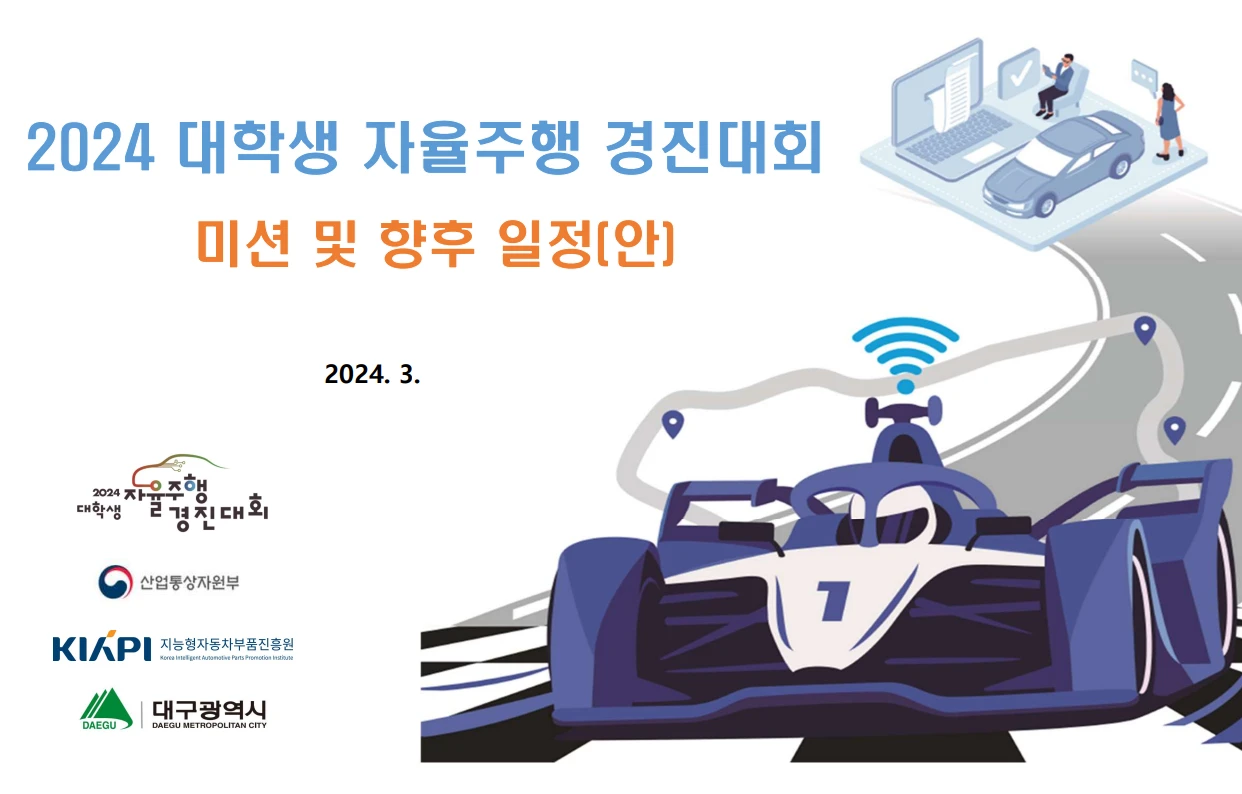 2024 대학생 자율주행 경진대회
미션 및 향후 일정(안)
2024. 3.
2024 대학생 자율주행 경진대회
산업통상자원부
KIAPI 지능형자동차부품진흥원
Korea Intelligent Automotive Parts Promotion Institute
DAEGU 대구광역시
DAEGU METROPOLITAN CITY
1